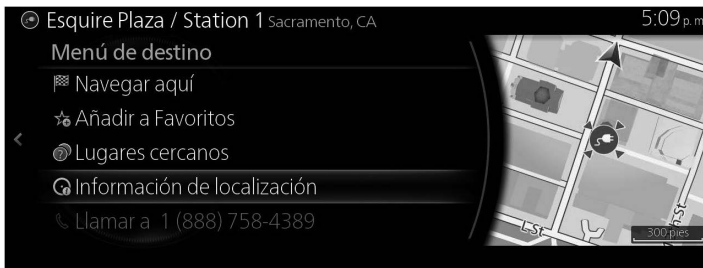 Esquire Plaza / Station 1 Sacramento, CA
5:09 p. m
Menú de destino
Navegar aquí
Añadir a Favoritos
Lugares cercanos
Información de localización
Llamar a 1 (888) 758-4389
L St
h St
300 pies